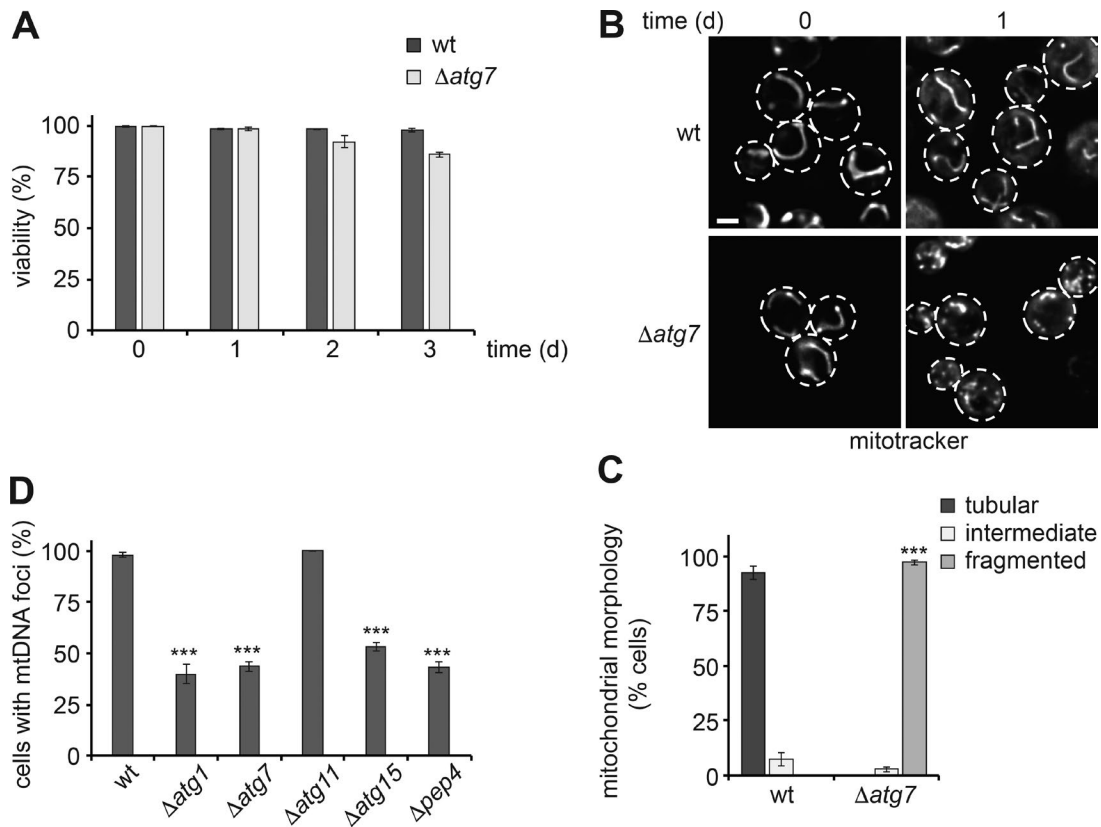 A
wt
Δatg7
100
75
50
25
0
viability (%)
0 1 2 3 time (d)
B
time (d) 0 1
wt
Δatg7
mitotracker
D
cells with mtDNA foci (%)
100
75
50
25
0
***
***
***
***
wt Δatg1 Δatg7 Δatg11 Δatg15 Δpep4
C
tubular
intermediate
fragmented
***
mitochondrial morphology
(% cells)
100
75
50
25
0
wt Δatg7